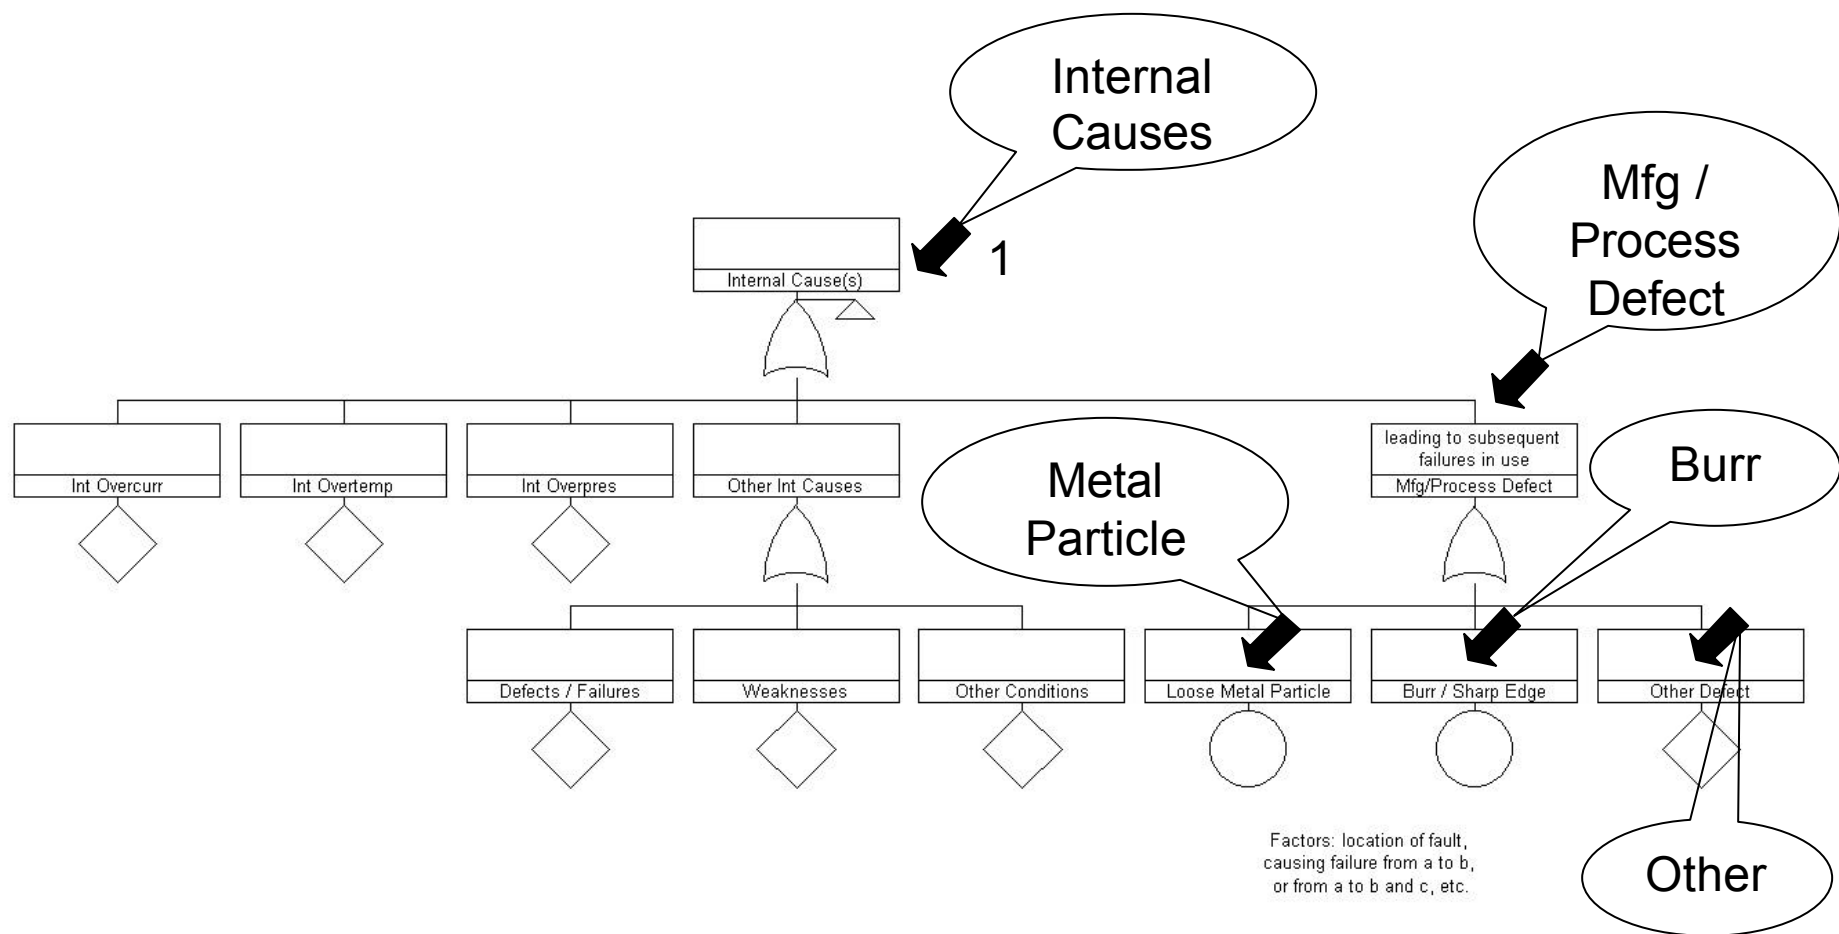 Internal
Causes
Mfg /
Process
Defect
1
Internal Cause(s)
Int Overcurr
Int Overtemp
Int Overpres
Other Int Causes
leading to subsequent
failures in use
Mfg/Process Defect
Metal
Particle
Burr
Defects / Failures
Weaknesses
Other Conditions
Loose Metal Particle
Burr / Sharp Edge
Other Defect
Factors: location of fault,
causing failure from a to b,
or from a to b and c, etc.
Other